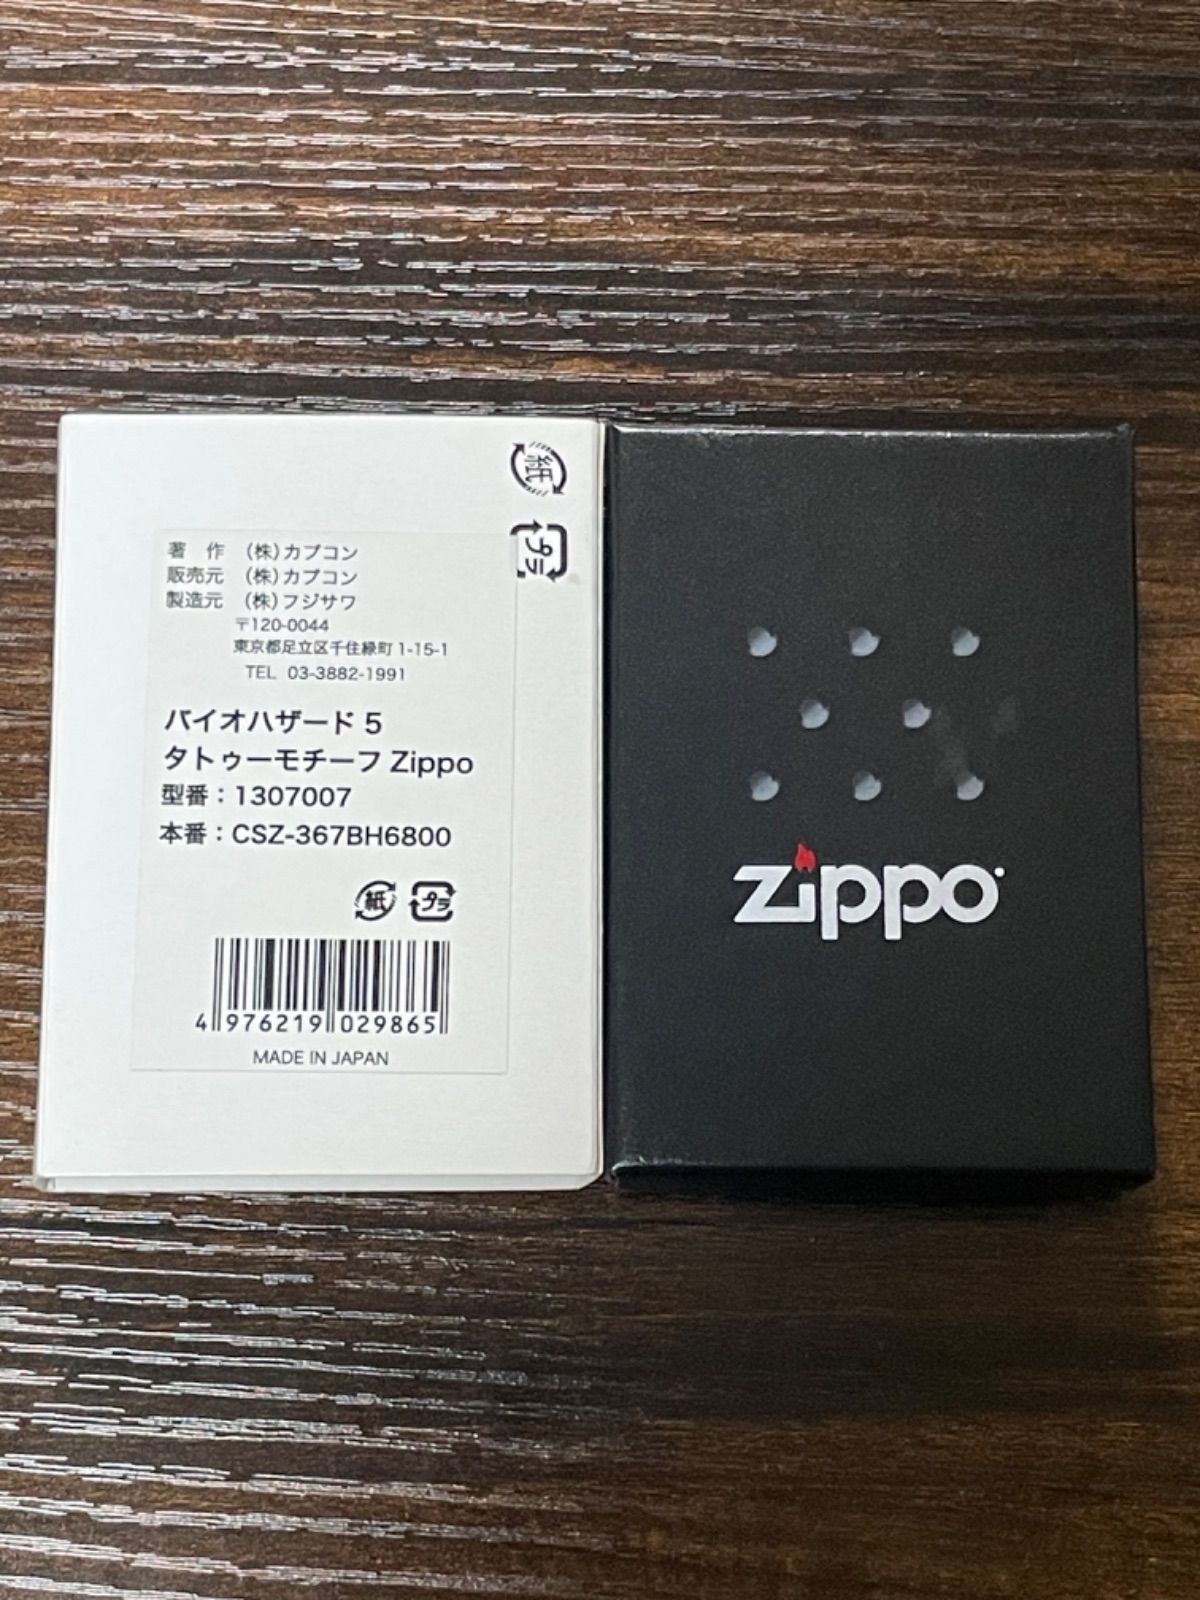 紙
プラ
著　作　（株）カプコン
販売元　（株）カプコン
製造元　（株）フジサワ
〒120-0044
東京都足立区千住緑町 1-15-1
TEL 03-3882-1991
バイオハザード 5
タトゥーモチーフ Zippo
型番：1307007
本番：CSZ-367BH6800
紙 プラ
4 976219 029865
MADE IN JAPAN
zippo